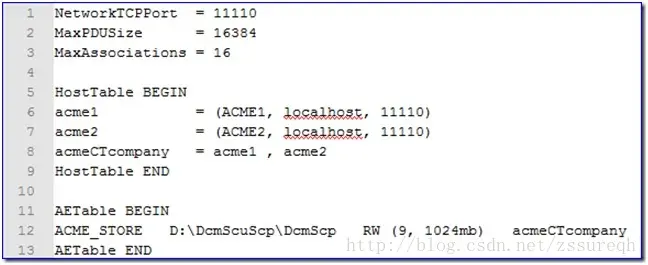 1 NetworkTCPPort = 11110
2 MaxPDUSize = 16384
3 MaxAssociations = 16
4
5 HostTable BEGIN
6 acme1 = (ACME1, localhost, 11110)
7 acme2 = (ACME2, localhost, 11110)
8 acmeCTcompany = acme1 , acme2
9 HostTable END
10
11 AETable BEGIN
12 ACME_STORE D:\DcmScuScp\DcmScp RW (9, 1024mb) acmeCTcompany
13 AETable END
http://blog.csdn.net/zssureqh